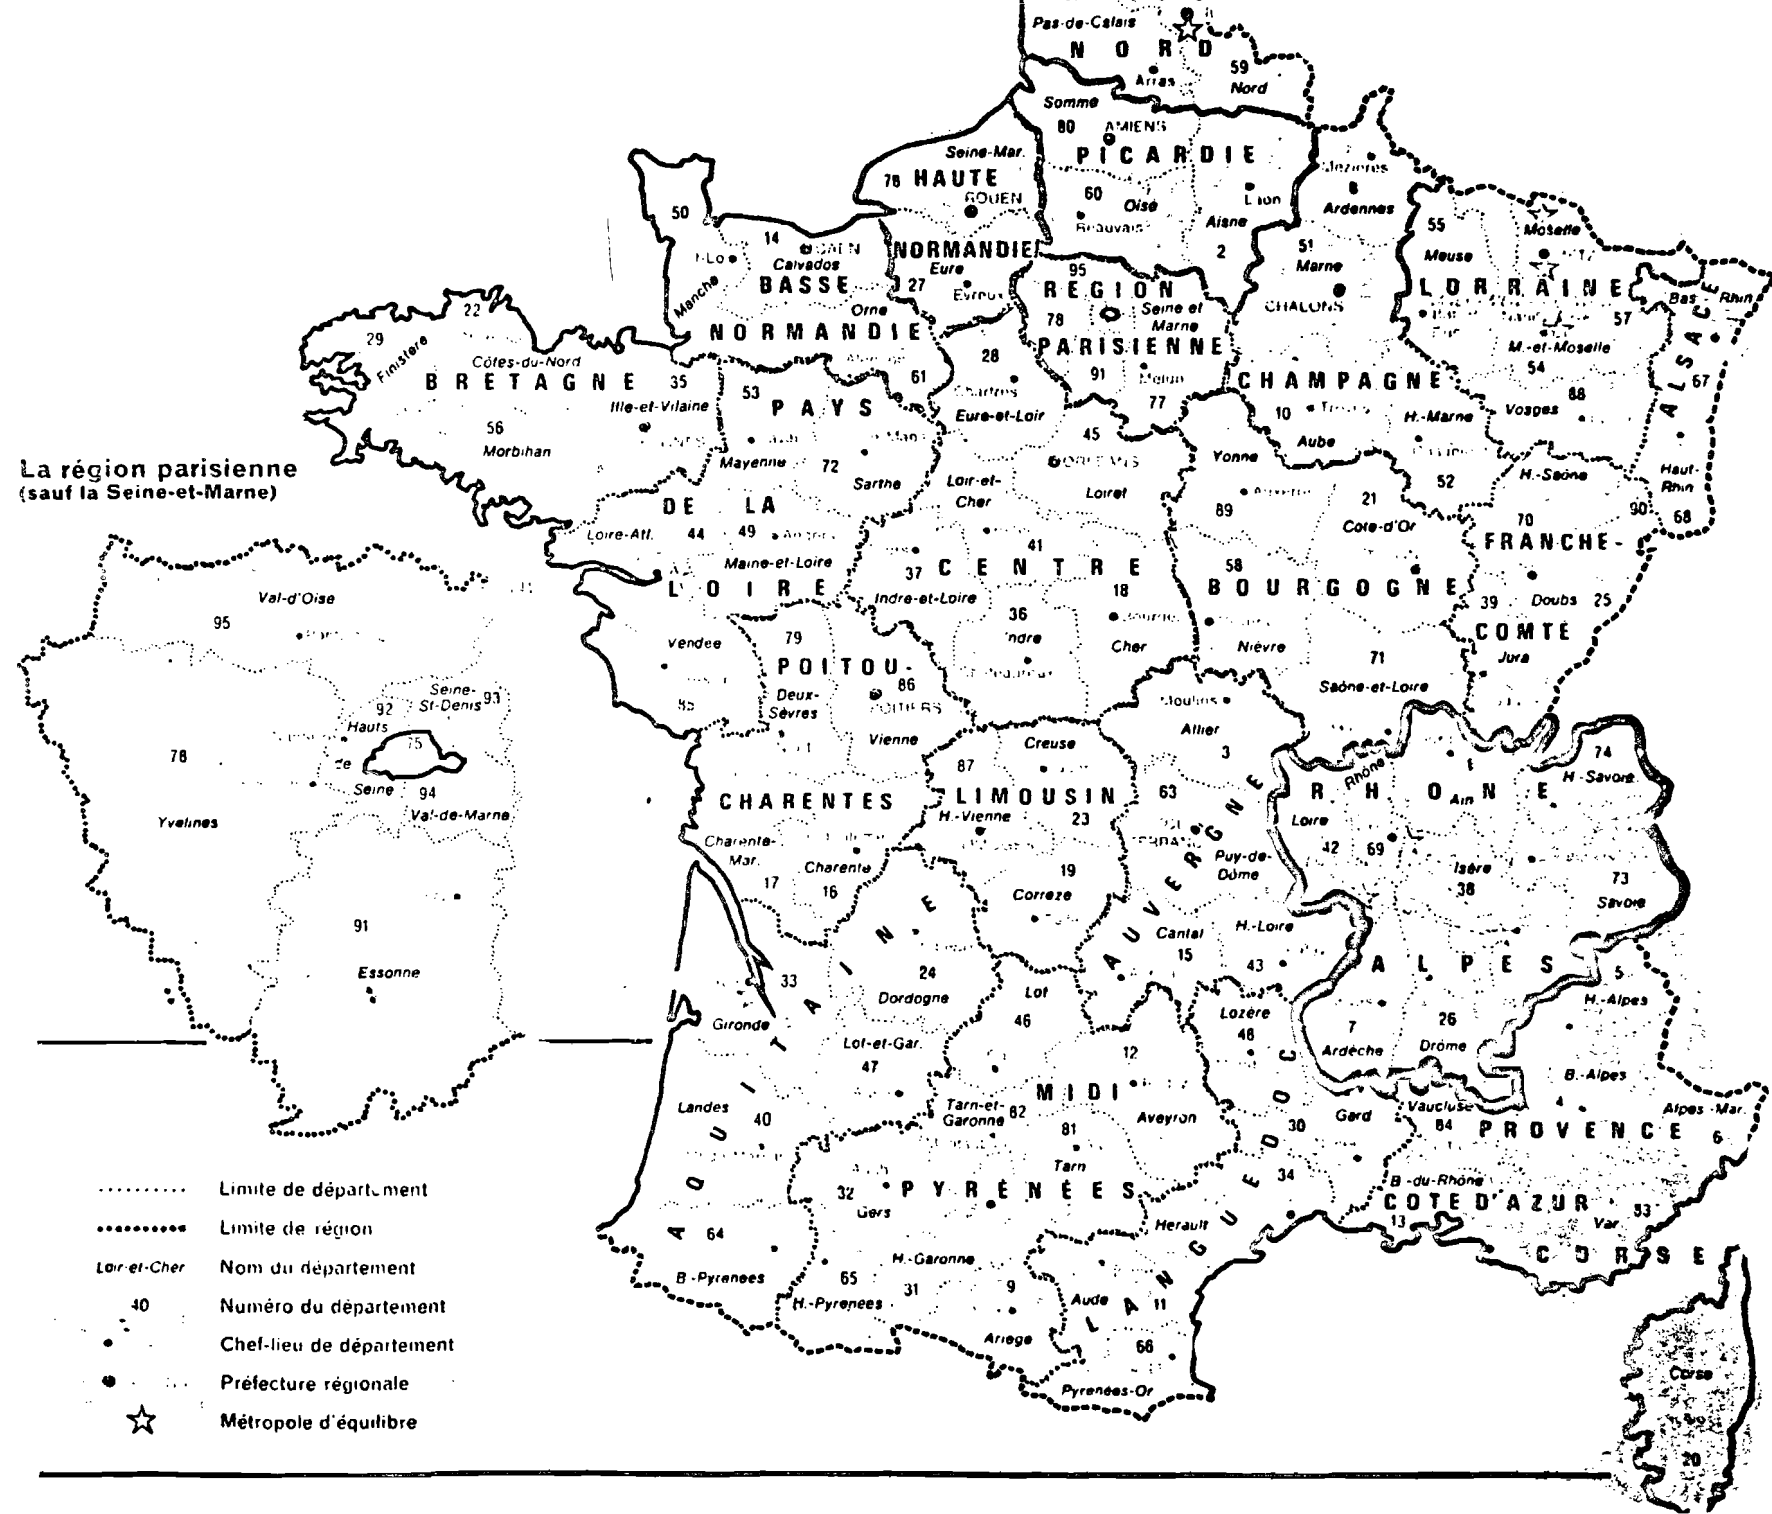 Pas-de-Calais
NORD
Arras
59
Nord
Somme
80
AMIENS
PICARDIE
60
Oise
Beauvais
Aisne
2
Seine-Mar.
76
HAUTE
ROUEN
NORMANDIE
Eure
27
Evreux
50
14
CAEN
Calvados
BASSE
Manche
Orne
NORMANDIE
61
Mezieres
8
Ardennes
51
Marne
CHALONS
55
Meuse
Moselle
LORRAINE
57
M.-et-Moselle
54
88
Vosges
Bas Rhin
ALSACE
67
Haut-
Rhin
68
95
REGION
78
Seine et
Marne
PARISIENNE
91
Melun
77
22
29
Finistère
Côtes-du-Nord
BRETAGNE
35
Ille-et-Vilaine
56
Morbihan
53
PAYS
Mayenne
72
Sarthe
DE LA
Loire-Atl.
44
49
Maine-et-Loire
LOIRE
Vendée
85
28
Chartres
Eure-et-Loir
45
ORLEANS
Loir-et-
Cher
Loiret
41
37
CENTRE
Indre-et-Loire
18
36
Indre
Cher
CHAMPAGNE
10
Aube
H.-Marne
52
Yonne
89
21
Cote-d'Or
58
BOURGOGNE
Nièvre
71
Saône-et-Loire
H.-Saône
90
70
FRANCHE-
39
Doubs
25
COMTE
Jura
79
POITOU-
Deux-
Sèvres
86
POITIERS
Vienne
CHARENTES
Charente-
Mar.
17
Charente
16
Creuse
87
LIMOUSIN
H.-Vienne
23
19
Correze
Moulins
Allier
3
63
AUVERGNE
Puy-de-
Dôme
Cantal
15
H.-Loire
43
Rhône
1
RHONE
Ain
74
H.-Savoie
Loire
42
69
Isère
38
73
Savoie
ALPES
7
Ardèche
26
Drôme
33
Gironde
AQUITAINE
24
Dordogne
Lot-et-Gar.
47
Landes
40
64
B.-Pyrenées
Lot
46
12
MIDI
Tarn-et-
Garonne
82
81
Aveyron
Tarn
32
PYRÉNÉES
Gers
H.-Garonne
65
31
H.-Pyrenées
9
Ariege
Lozère
48
LANGUEDOC
30
Gard
34
Herault
Aude
11
66
Pyrenées-Or
5
H.-Alpes
B.-Alpes
4
Vaucluse
84
Alpes-Mar.
PROVENCE
6
B.-du-Rhône
COTE D'AZUR
13
Var
83
CORSE
Corse
20
La région parisienne
(sauf la Seine-et-Marne)
Val-d'Oise
95
Seine-
St-Denis
93
92
Hauts
75
de
Seine
78
94
Val-de-Marne
Yvelines
91
Essonne
Limite de département
Limite de région
Loir-et-Cher Nom du département
40 Numéro du département
Chef-lieu de département
Préfecture régionale
Métropole d'équilibre